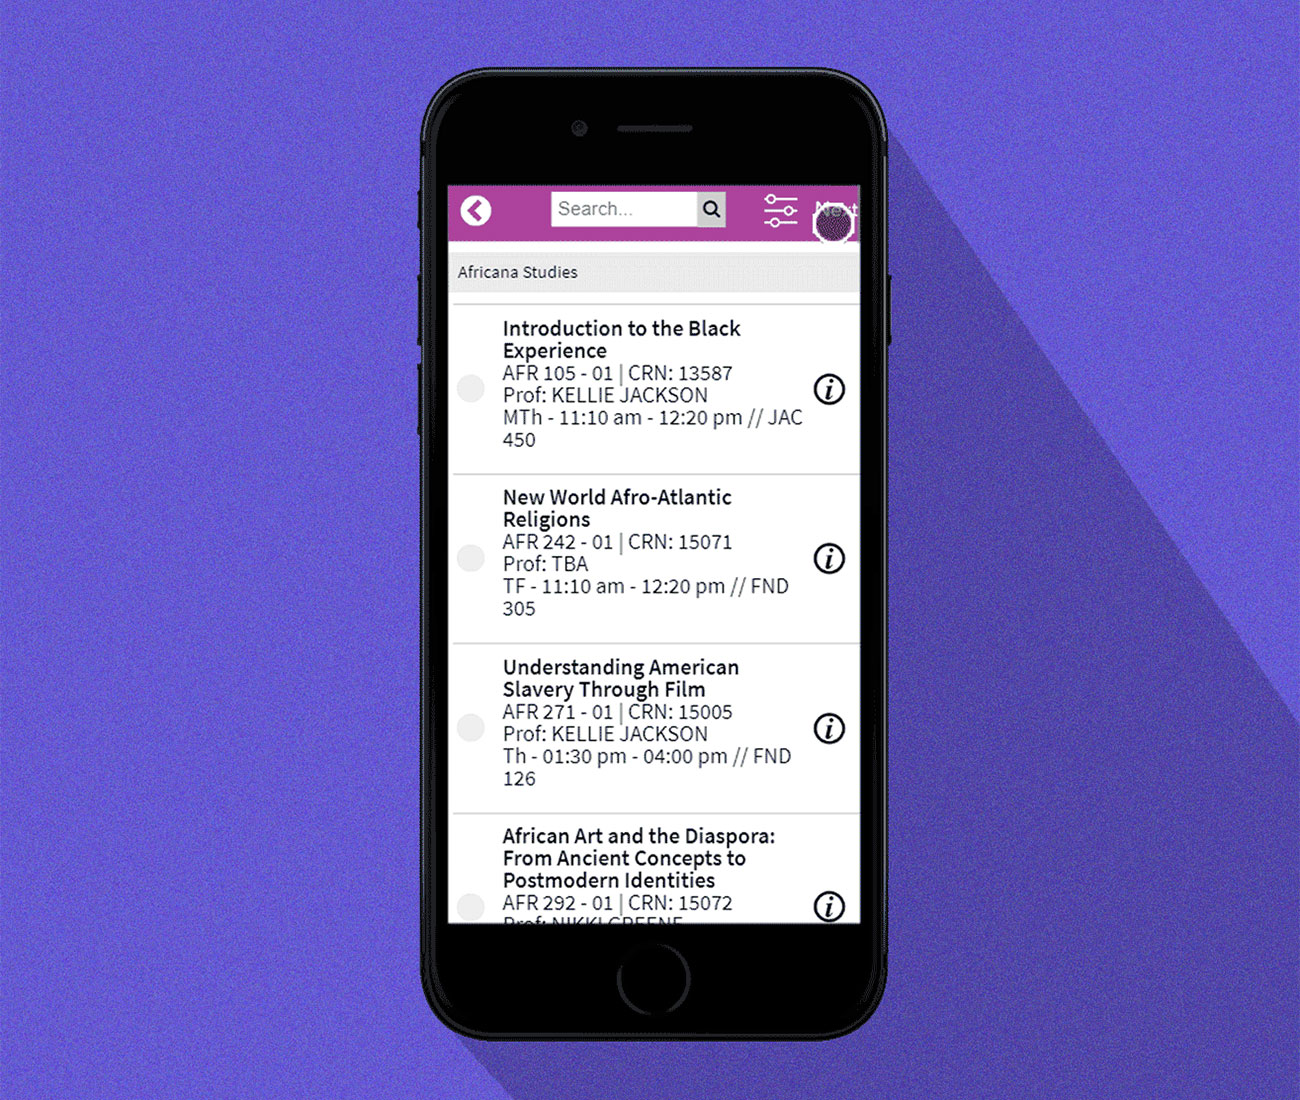 Search...
Next
Africana Studies
Introduction to the Black
Experience
AFR 105 - 01 | CRN: 13587
Prof: KELLIE JACKSON
MTh - 11:10 am - 12:20 pm // JAC
450
New World Afro-Atlantic
Religions
AFR 242 - 01 | CRN: 15071
Prof: TBA
TF - 11:10 am - 12:20 pm // FND
305
Understanding American
Slavery Through Film
AFR 271 - 01 | CRN: 15005
Prof: KELLIE JACKSON
Th - 01:30 pm - 04:00 pm // FND
126
African Art and the Diaspora:
From Ancient Concepts to
Postmodern Identities
AFR 292 - 01 | CRN: 15072
Prof: NIKKI GREENE